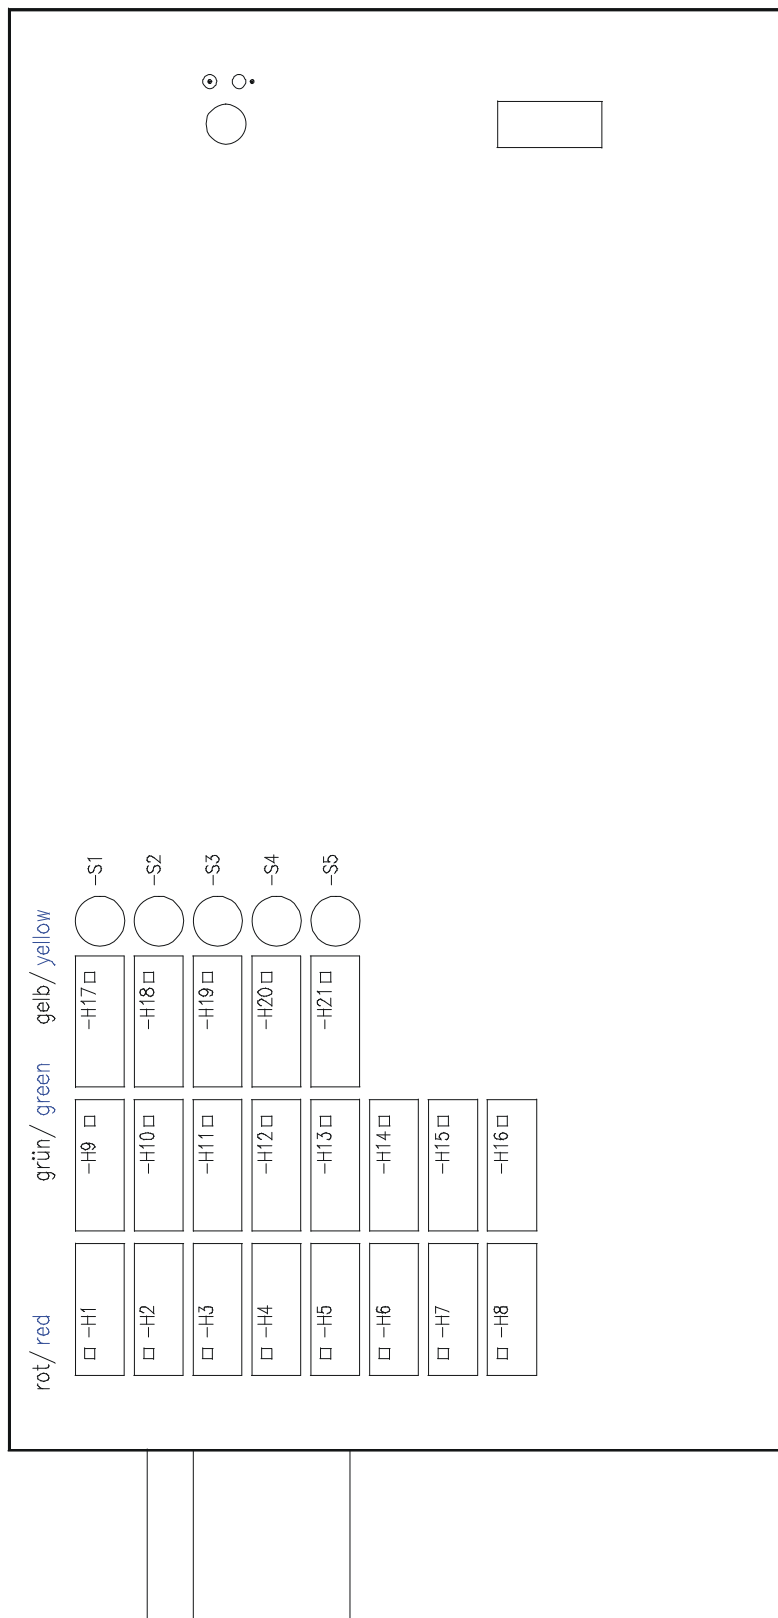 rot/ red
grün/ green
gelb/ yellow
-H1
-H9
-H17
-S1
-H2
-H10
-H18
-S2
-H3
-H11
-H19
-S3
-H4
-H12
-H20
-S4
-H5
-H13
-H21
-S5
-H6
-H14
-H7
-H15
-H8
-H16